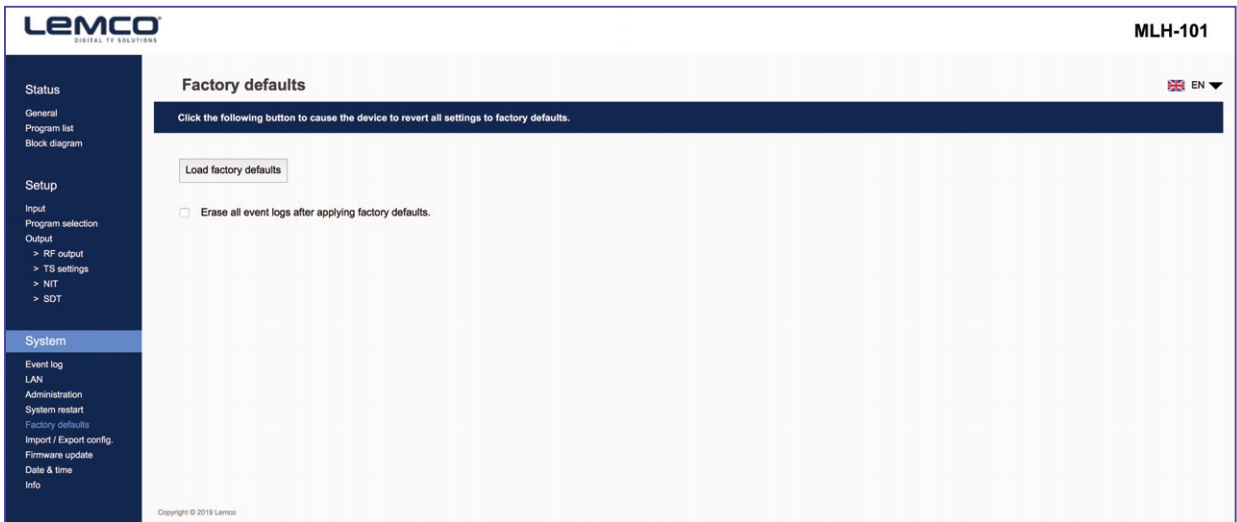 LEMCO
DIGITAL TV SOLUTIONS
MLH-101
Status
General
Program list
Block diagram
Setup
Input
Program selection
Output
> RF output
> TS settings
> NIT
> SDT
System
Event log
LAN
Administration
System restart
Factory defaults
Import / Export config.
Firmware update
Date & time
Info
Factory defaults
EN
Click the following button to cause the device to revert all settings to factory defaults.
Load factory defaults
Erase all event logs after applying factory defaults.
Copyright © 2019 Lemco